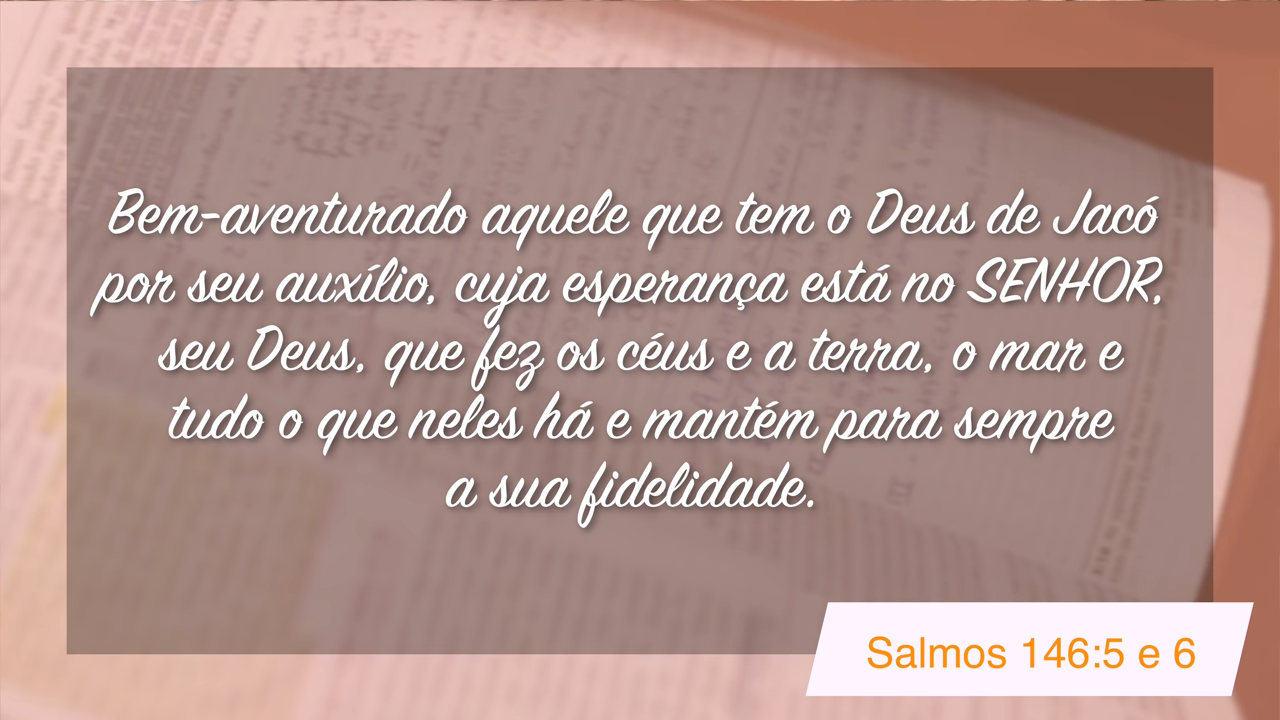 Bem-aventurado aquele que tem o Deus de Jacó
por seu auxílio, cuja esperança está no SENHOR,
seu Deus, que fez os céus e a terra, o mar e
tudo o que neles há e mantém para sempre
a sua fidelidade.
Salmos 146:5 e 6